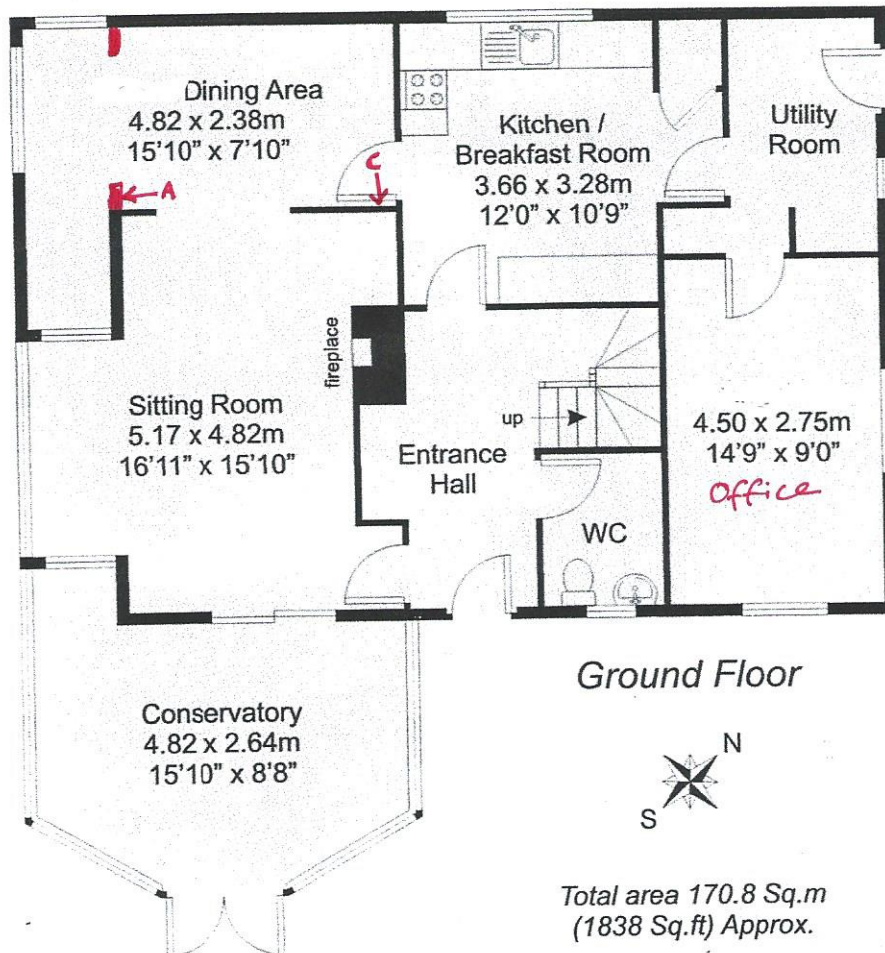 Dining Area
4.82 x 2.38m
15'10" x 7'10"
A
C
Kitchen /
Breakfast Room
3.66 x 3.28m
12'0" x 10'9"
Utility
Room
fireplace
Sitting Room
5.17 x 4.82m
16'11" x 15'10"
up
Entrance
Hall
WC
4.50 x 2.75m
14'9" x 9'0"
Office
Conservatory
4.82 x 2.64m
15'10" x 8'8"
Ground Floor
N
S
Total area 170.8 Sq.m
(1838 Sq.ft) Approx.